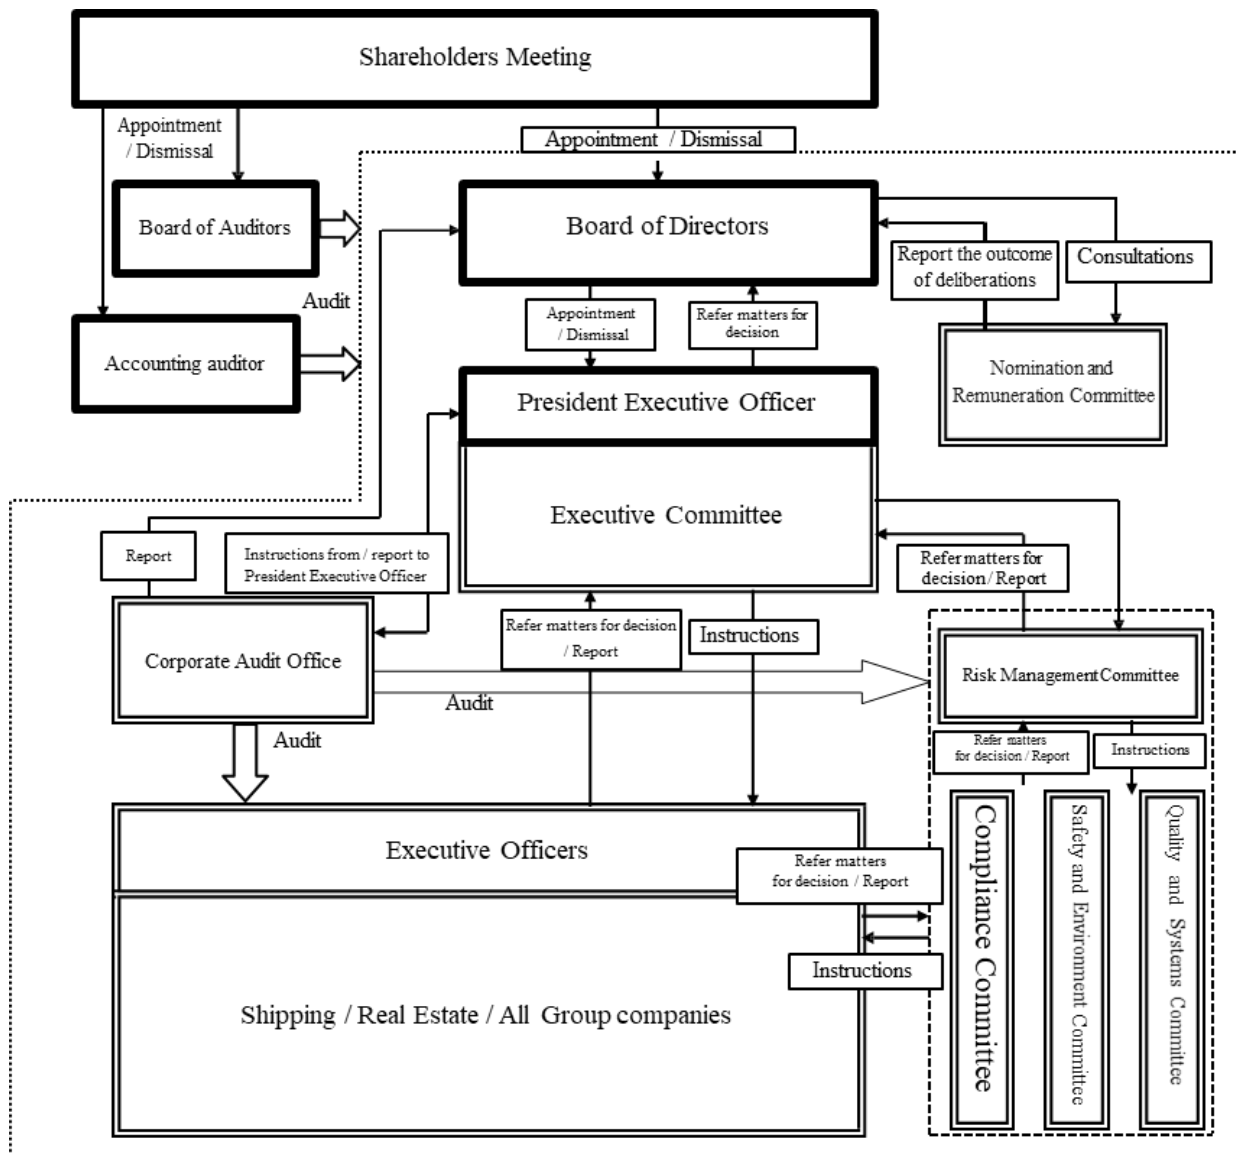 Shareholders Meeting
Appointment
/ Dismissal
Appointment / Dismissal
Board of Auditors
Board of Directors
Report the outcome
of deliberations
Consultations
Audit
Appointment
/ Dismissal
Refer matters for
decision
Accounting auditor
Nomination and
Remuneration Committee
President Executive Officer
Executive Committee
Report
Instructions from / report to
President Executive Officer
Refer matters for
decision / Report
Refer matters for decision
/ Report
Instructions
Corporate Audit Office
Risk Management Committee
Audit
Audit
Refer matters
for decision / Report
Instructions
Executive Officers
Refer matters
for decision / Report
Instructions
Shipping / Real Estate / All Group companies
Compliance Committee
Safety and Environment Committee
Quality and Systems Committee